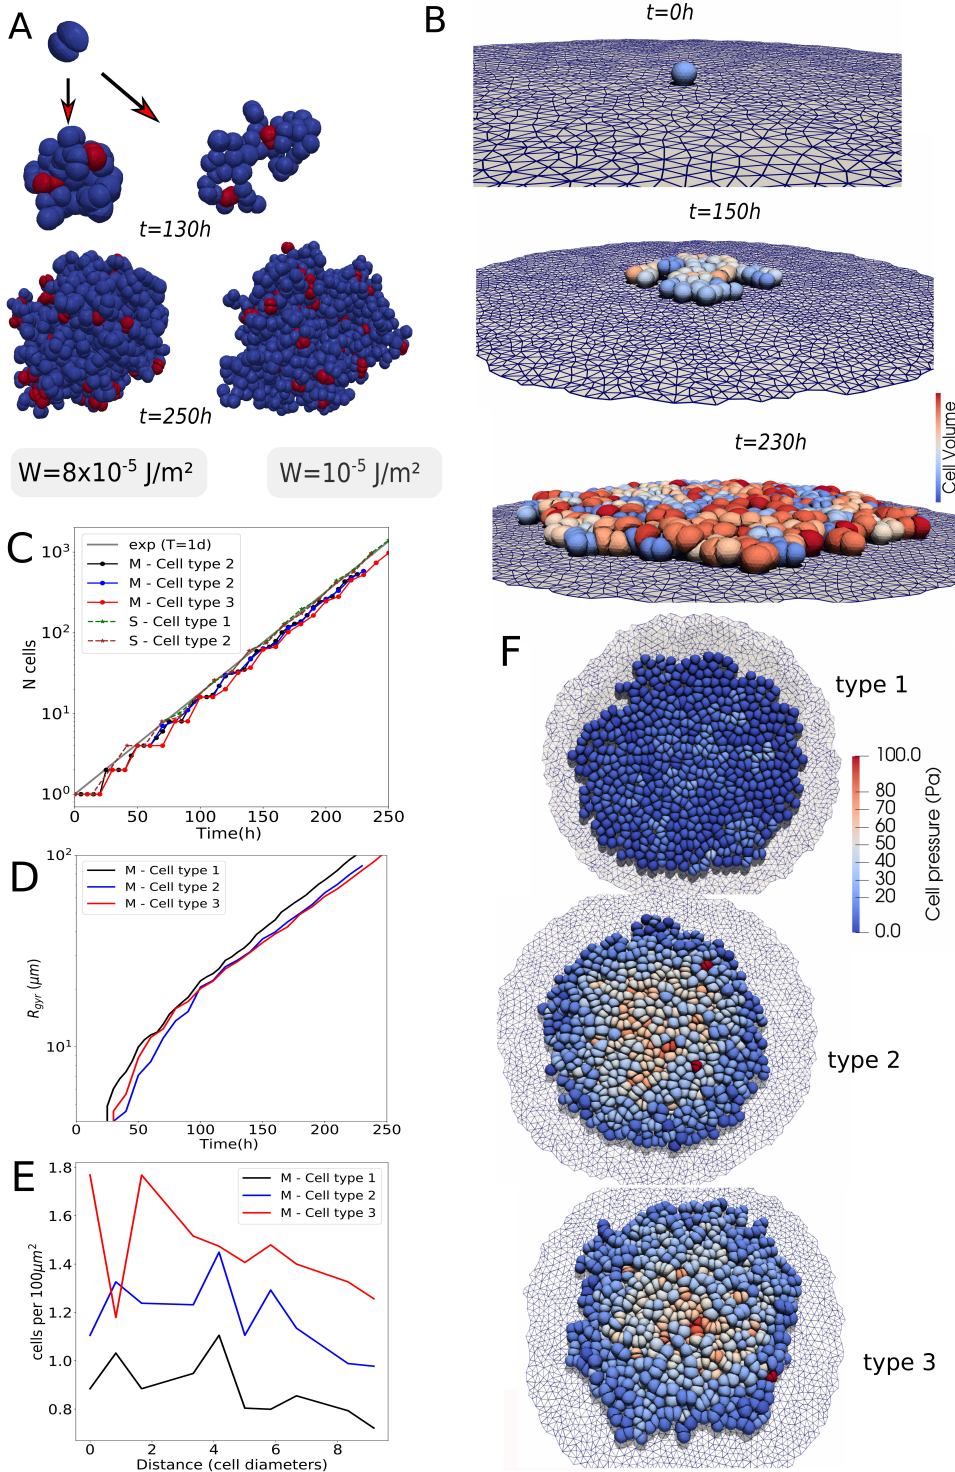 A
t=130h
t=250h
W=8x10⁻⁵ J/m²
W=10⁻⁵ J/m²
B
t=0h
t=150h
t=230h
Cell Volume
C
exp (T=1d)
M - Cell type 2
M - Cell type 2
M - Cell type 3
S - Cell type 1
S - Cell type 2
N cells
10³
10²
10¹
10⁰
0
50
100
150
200
250
Time(h)
D
M - Cell type 1
M - Cell type 2
M - Cell type 3
R_gyr (μm)
10²
10¹
0
50
100
150
200
250
Time(h)
E
M - Cell type 1
M - Cell type 2
M - Cell type 3
cells per 100μm²
1.8
1.6
1.4
1.2
1.0
0.8
0
2
4
6
8
Distance (cell diameters)
F
type 1
type 2
type 3
100.0
80
70
60
50
40
30
20
0.0
Cell pressure (Pa)